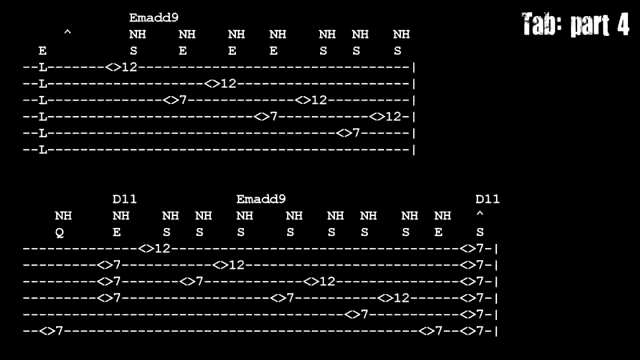 Tab: part 4
Emadd9
^ NH NH NH NH NH NH NH
E S E E E S S S
--L-------<>12----------------------------------|
--L-------------------<>12----------------------|
--L--------------<>7-------------<>12-----------|
--L------------------------<>7-------------<>12-|
--L------------------------------------<>7------|
--L---------------------------------------------|
D11 Emadd9 D11
NH NH NH NH NH NH NH NH NH NH ^
Q E S S S S S S S E S
--------------<>12-----------------------------------<>7-|
---------<>7------------<>12-------------------------<>7-|
---------<>7-------<>7-------------<>12--------------<>7-|
---------<>7-------------------<>7----------<>12-----<>7-|
----------------------------------------<>7----------<>7-|
--<>7-------------------------------------------<>7--<>7-|